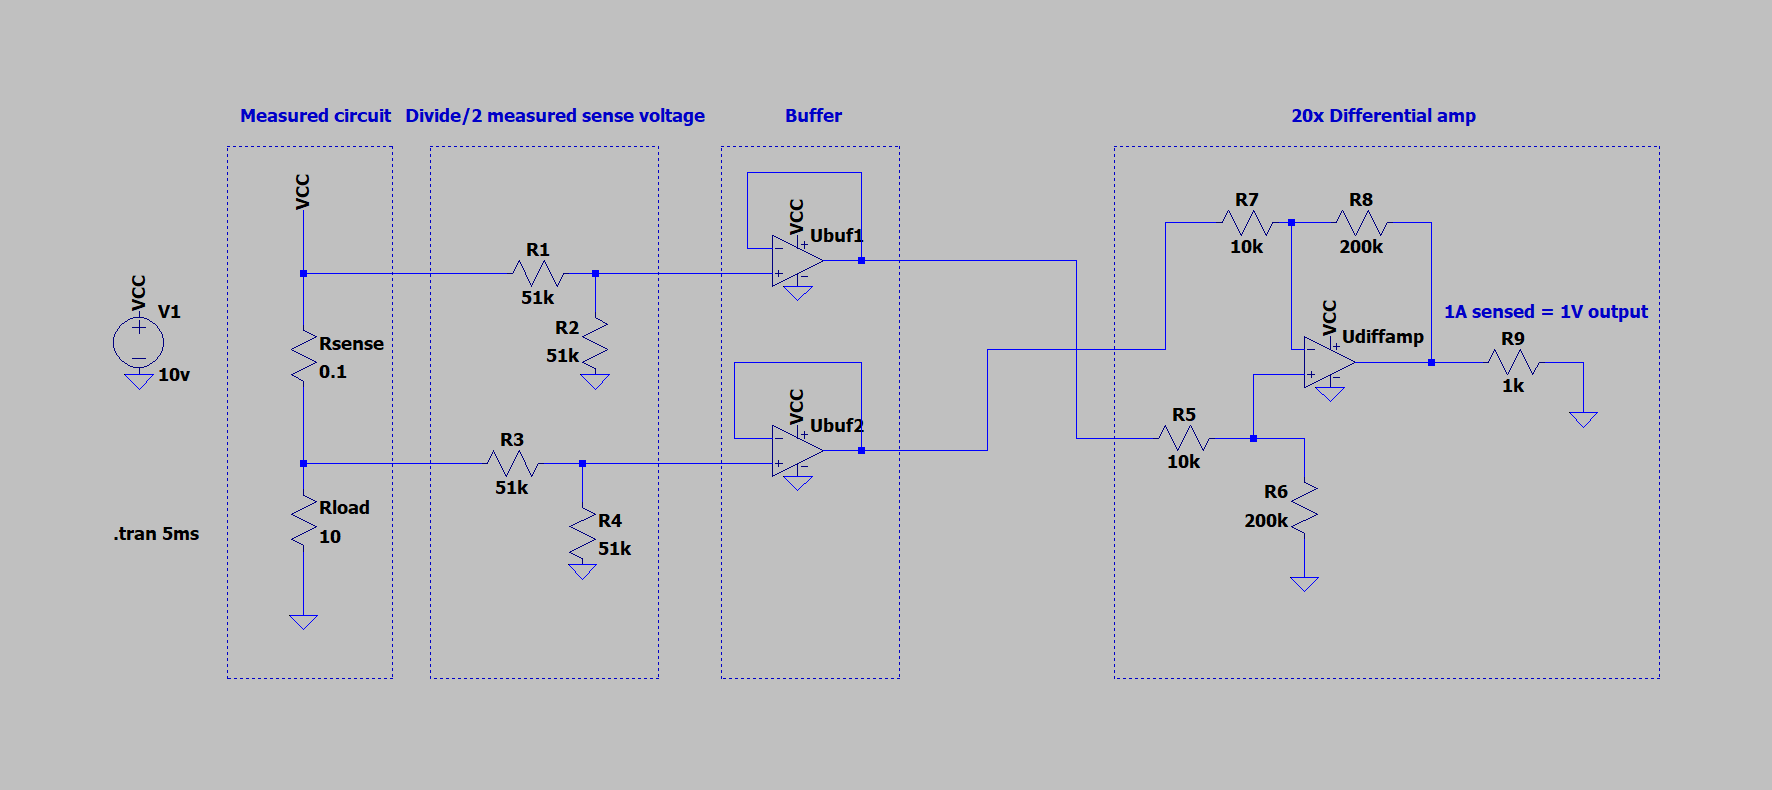 Measured circuit
Divide/2 measured sense voltage
Buffer
20x Differential amp
VCC
V1
10v
.tran 5ms
VCC
Rsense
0.1
Rload
10
R1
51k
R2
51k
R3
51k
R4
51k
VCC
Ubuf1
VCC
Ubuf2
R7
10k
R8
200k
VCC
Udiffamp
1A sensed = 1V output
R9
1k
R5
10k
R6
200k